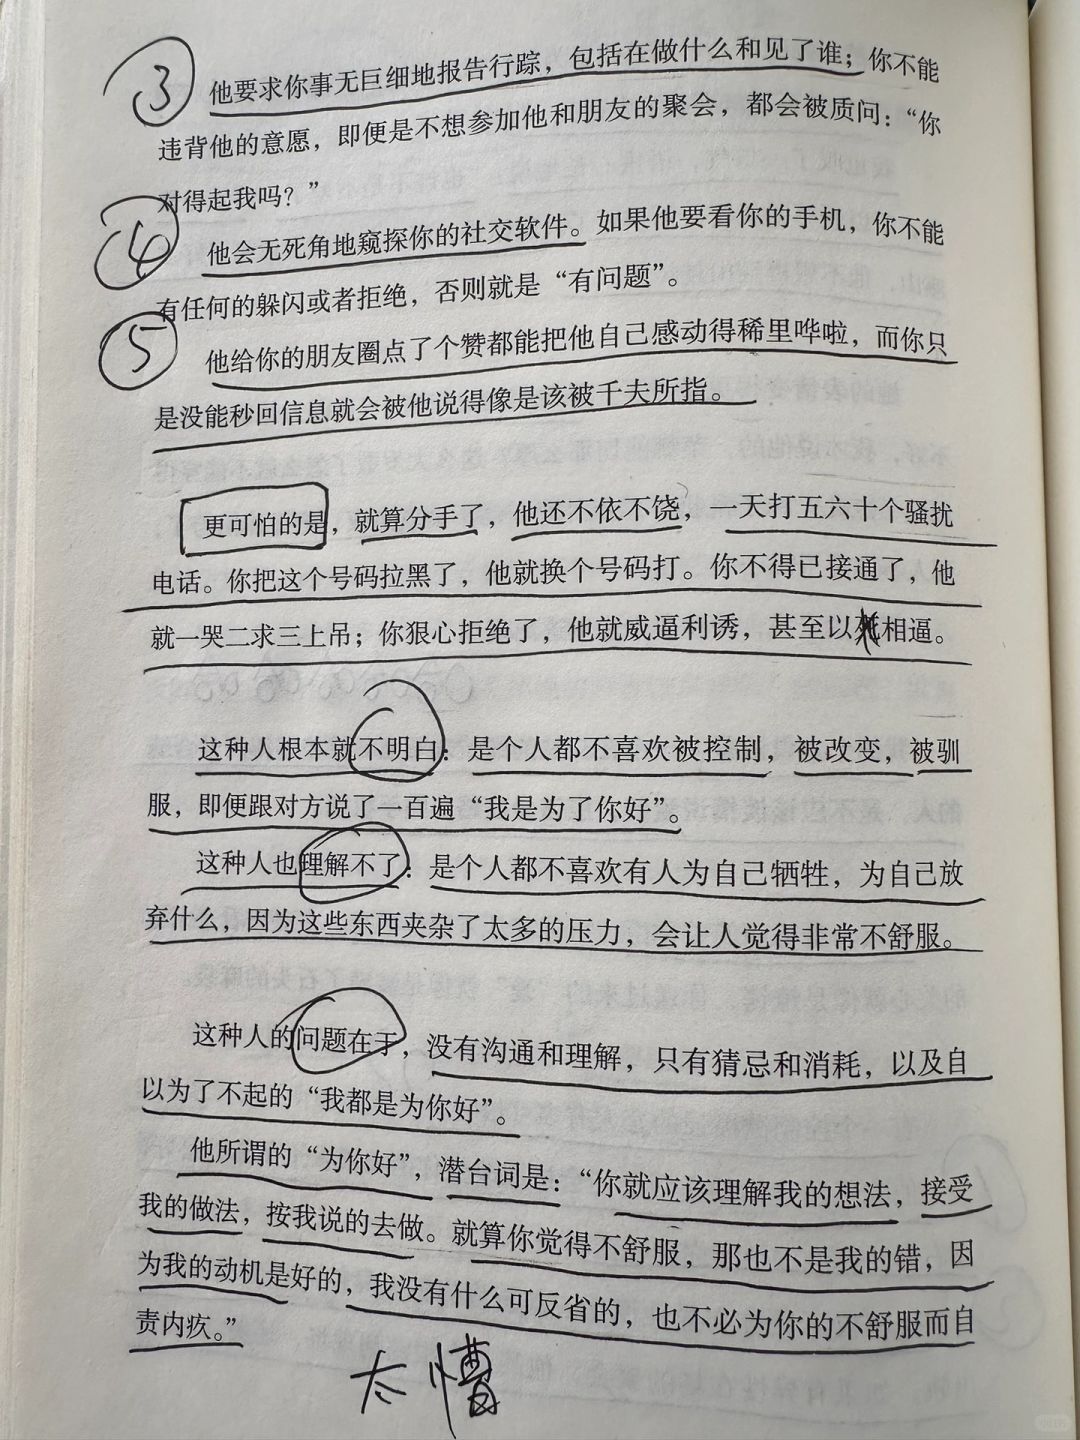 ③ 他要求你事无巨细地报告行踪，包括在做什么和见了谁；你不能
违背他的意愿，即便是不想参加他和朋友的聚会，都会被质问：“你
对得起我吗？”
④ 他会无死角地窥探你的社交软件。如果他要看你的手机，你不能
有任何的躲闪或者拒绝，否则就是“有问题”。
⑤ 他给你的朋友圈点了个赞都能把他自己感动得稀里哗啦，而你只
是没能秒回信息就会被他说得像是该被千夫所指。
更可怕的是，就算分手了，他还不依不饶，一天打五六十个骚扰
电话。你把这个号码拉黑了，他就换个号码打。你不得已接通了，他
就一哭二求三上吊；你狠心拒绝了，他就威逼利诱，甚至以死相逼。
这种人根本就不明白：是个人都不喜欢被控制，被改变，被驯
服，即便跟对方说了一百遍“我是为了你好”。
这种人也理解不了：是个人都不喜欢有人为自己牺牲，为自己放
弃什么，因为这些东西夹杂了太多的压力，会让人觉得非常不舒服。
这种人的问题在于，没有沟通和理解，只有猜忌和消耗，以及自
以为了不起的“我都是为你好”。
他所谓的“为你好”，潜台词是：“你就应该理解我的想法，接受
我的做法，按我说的去做。就算你觉得不舒服，那也不是我的错，因
为我的动机是好的，我没有什么可反省的，也不必为你的不舒服而自
责内疚。”